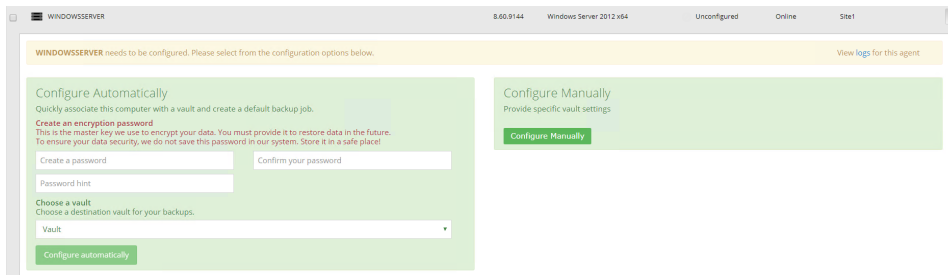 WINDOWSSERVER 8.60.9144 Windows Server 2012 x64 Unconfigured Online Site1
WINDOWSSERVER needs to be configured. Please select from the configuration options below. View logs for this agent
Configure Automatically
Quickly associate this computer with a vault and create a default backup job.
Create an encryption password
This is the master key we use to encrypt your data. You must provide it to restore data in the future.
To ensure your data security, we do not save this password in our system. Store it in a safe place!
Create a password Confirm your password
Password hint
Choose a vault
Choose a destination vault for your backups.
Vault
Configure automatically
Configure Manually
Provide specific vault settings
Configure Manually